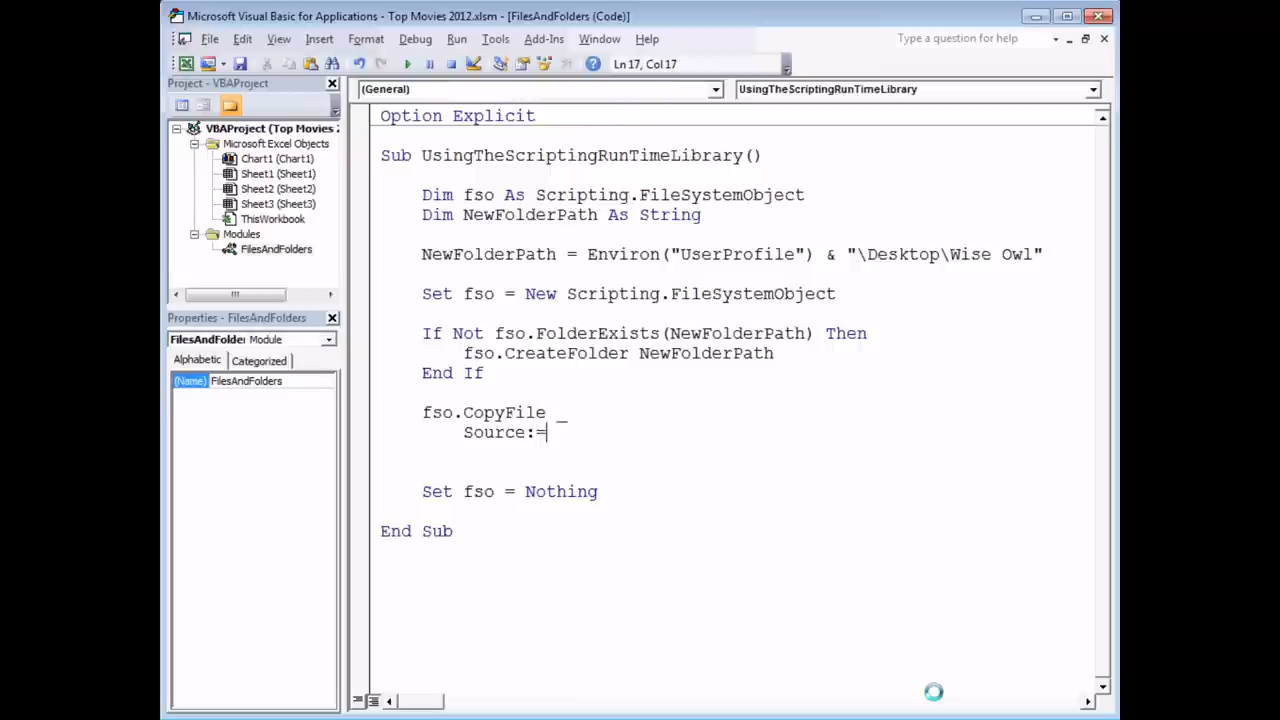 Microsoft Visual Basic for Applications - Top Movies 2012.xlsm - [FilesAndFolders (Code)]
File Edit View Insert Format Debug Run Tools Add-Ins Window Help
Type a question for help
Ln 17, Col 17
Project - VBAProject
(General)
UsingTheScriptingRunTimeLibrary
VBAProject (Top Movies 2
Microsoft Excel Objects
Chart1 (Chart1)
Sheet1 (Sheet1)
Sheet2 (Sheet2)
Sheet3 (Sheet3)
ThisWorkbook
Modules
FilesAndFolders
Properties - FilesAndFolders
FilesAndFolder Module
Alphabetic Categorized
(Name) FilesAndFolders
Option Explicit
Sub UsingTheScriptingRunTimeLibrary()
Dim fso As Scripting.FileSystemObject
Dim NewFolderPath As String
NewFolderPath = Environ("UserProfile") & "\Desktop\Wise Owl"
Set fso = New Scripting.FileSystemObject
If Not fso.FolderExists(NewFolderPath) Then
fso.CreateFolder NewFolderPath
End If
fso.CopyFile _
Source:=
Set fso = Nothing
End Sub